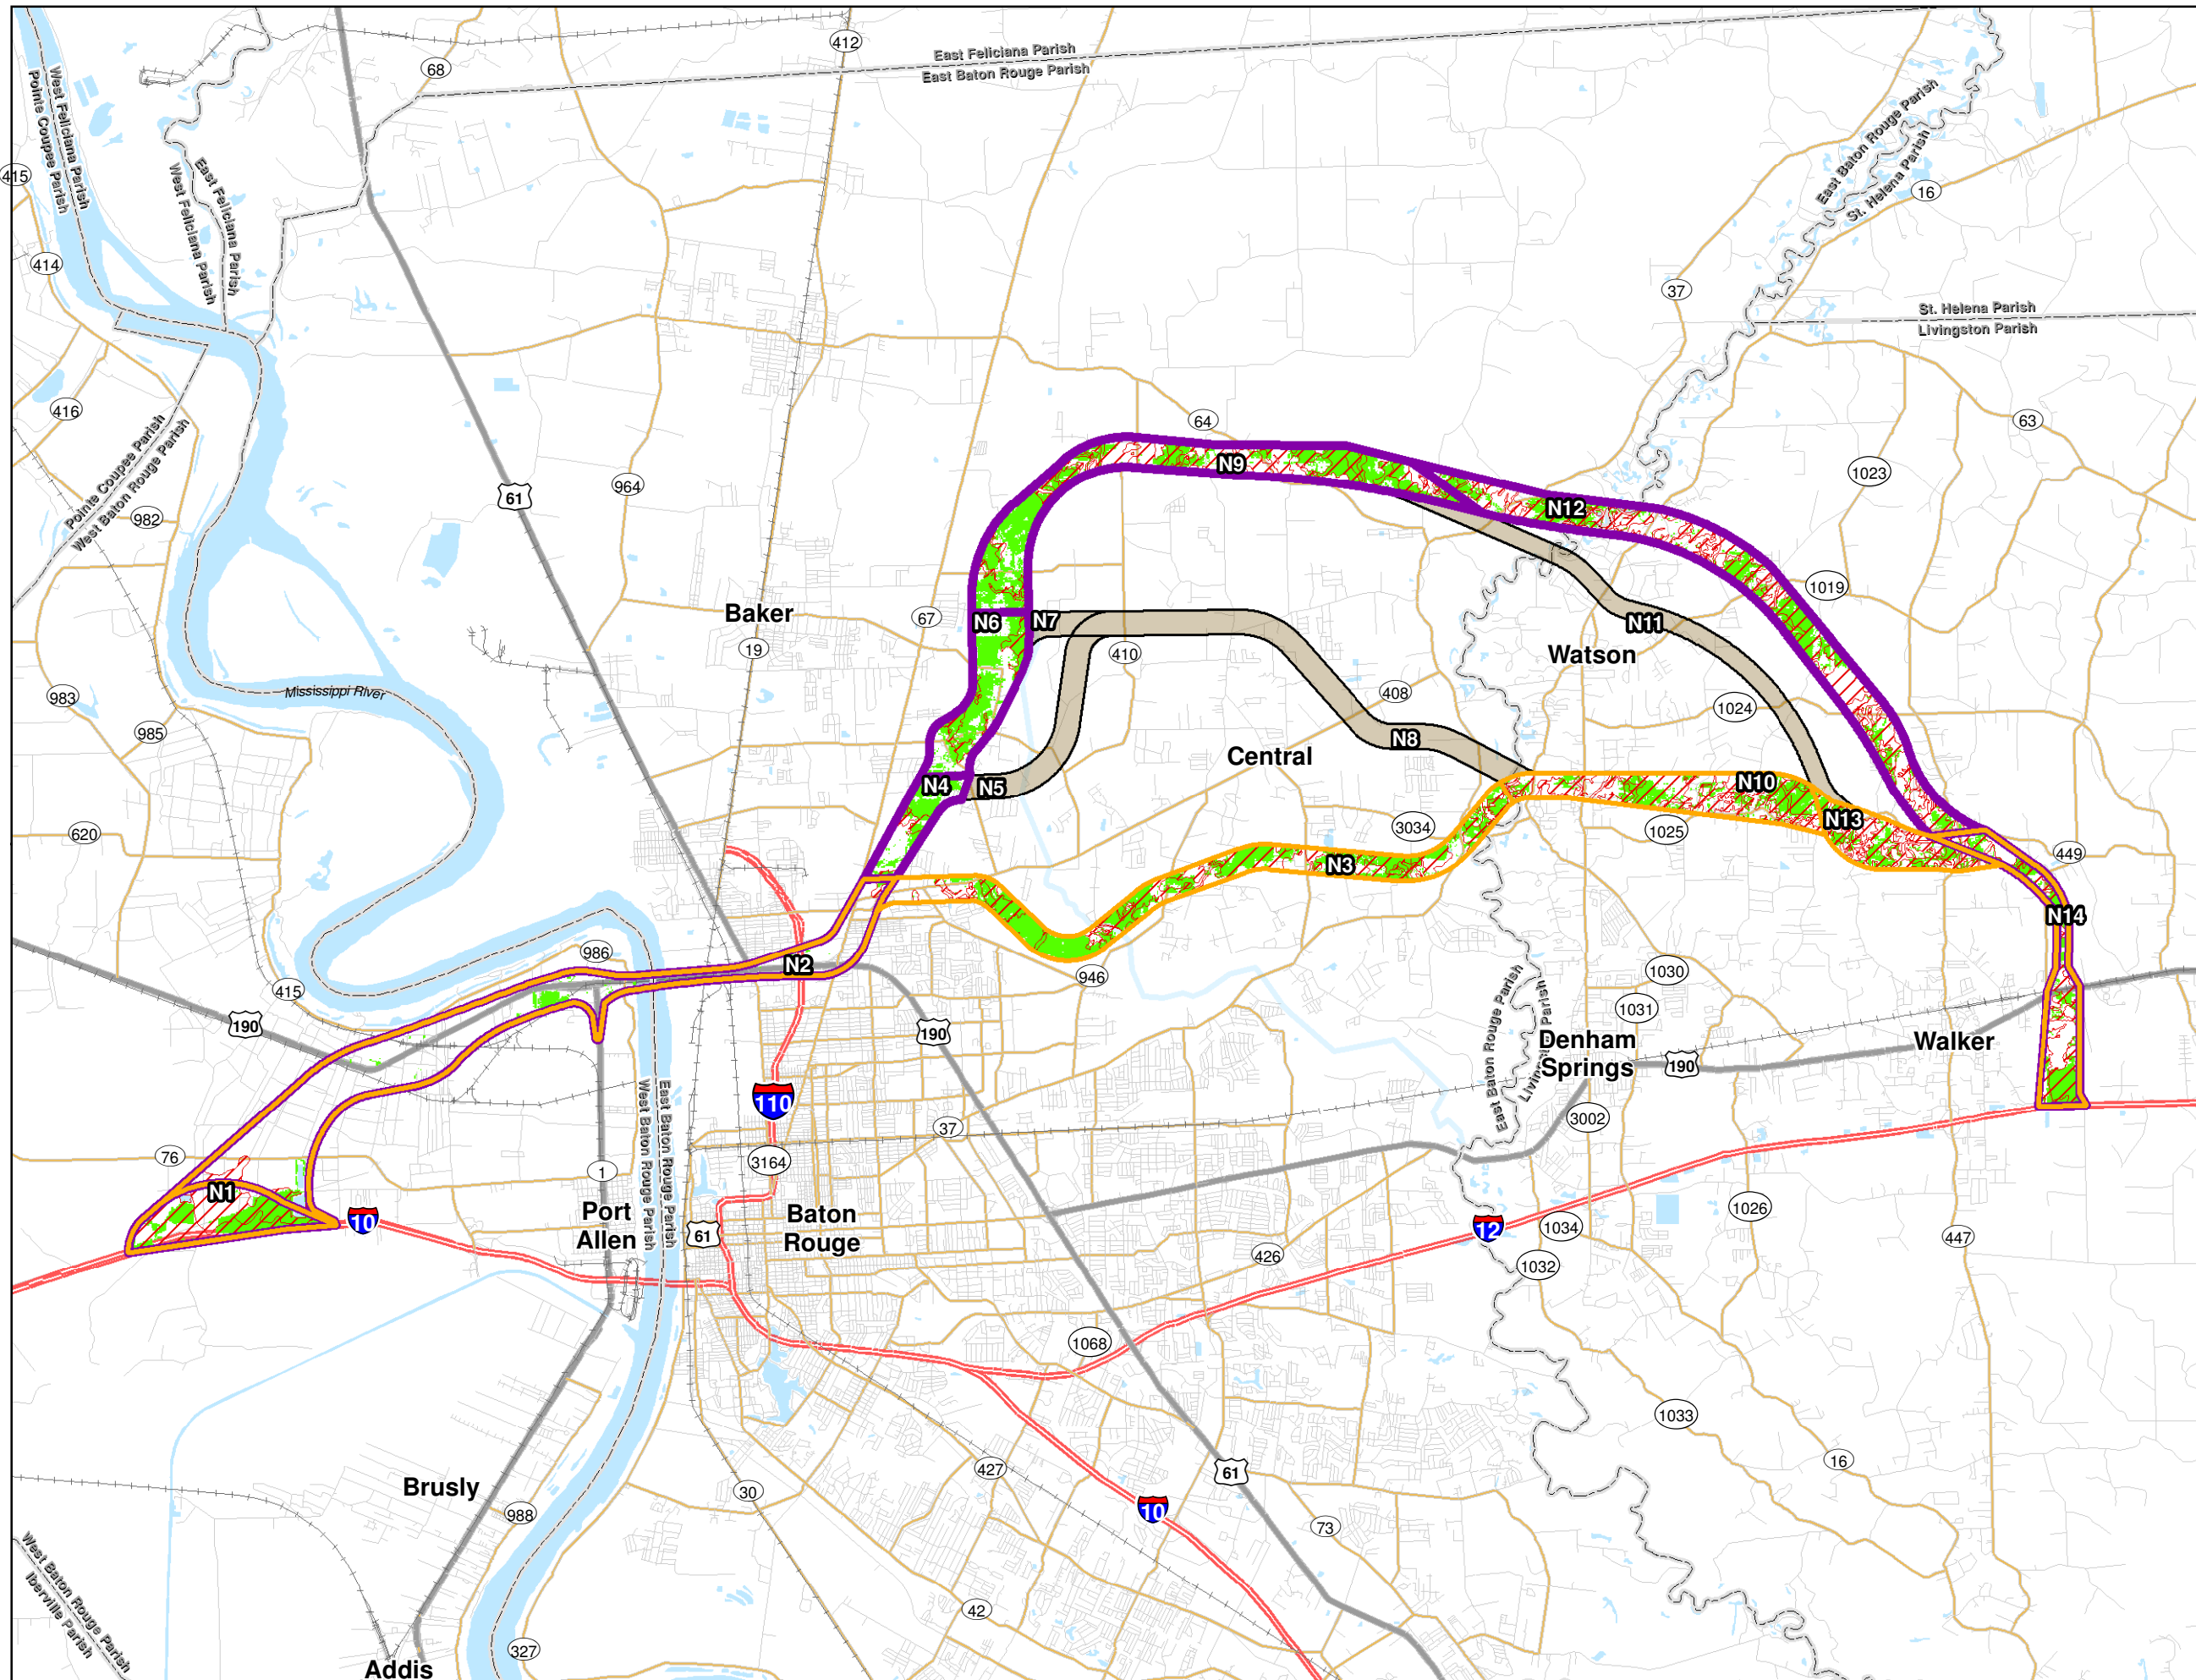 412
East Feliciana Parish
East Baton Rouge Parish
68
West Feliciana Parish
Pointe Coupee Parish
East Feliciana Parish
West Feliciana Parish
415
414
East Baton Rouge Parish
St. Helena Parish
16
37
St. Helena Parish
Livingston Parish
416
64
63
Pointe Coupee Parish
West Baton Rouge Parish
982
61
964
N9
N12
1023
1019
Baker
67
N6
N7
N11
19
410
Watson
983
985
Mississippi River
408
1024
Central
N8
N4
N5
N10
N13
620
3034
1025
N3
449
N14
986
N2
946
415
1030
1031
190
190
East Baton Rouge Parish
Livingston Parish
Denham
Springs
190
Walker
110
3002
37
76
3164
1
West Baton Rouge Parish
East Baton Rouge Parish
N1
10
Port
Allen
61
Baton
Rouge
12
1034
1026
447
426
1032
1068
1033
16
61
427
Brusly
30
988
10
73
42
West Baton Rouge Parish
Iberville Parish
327
Addis